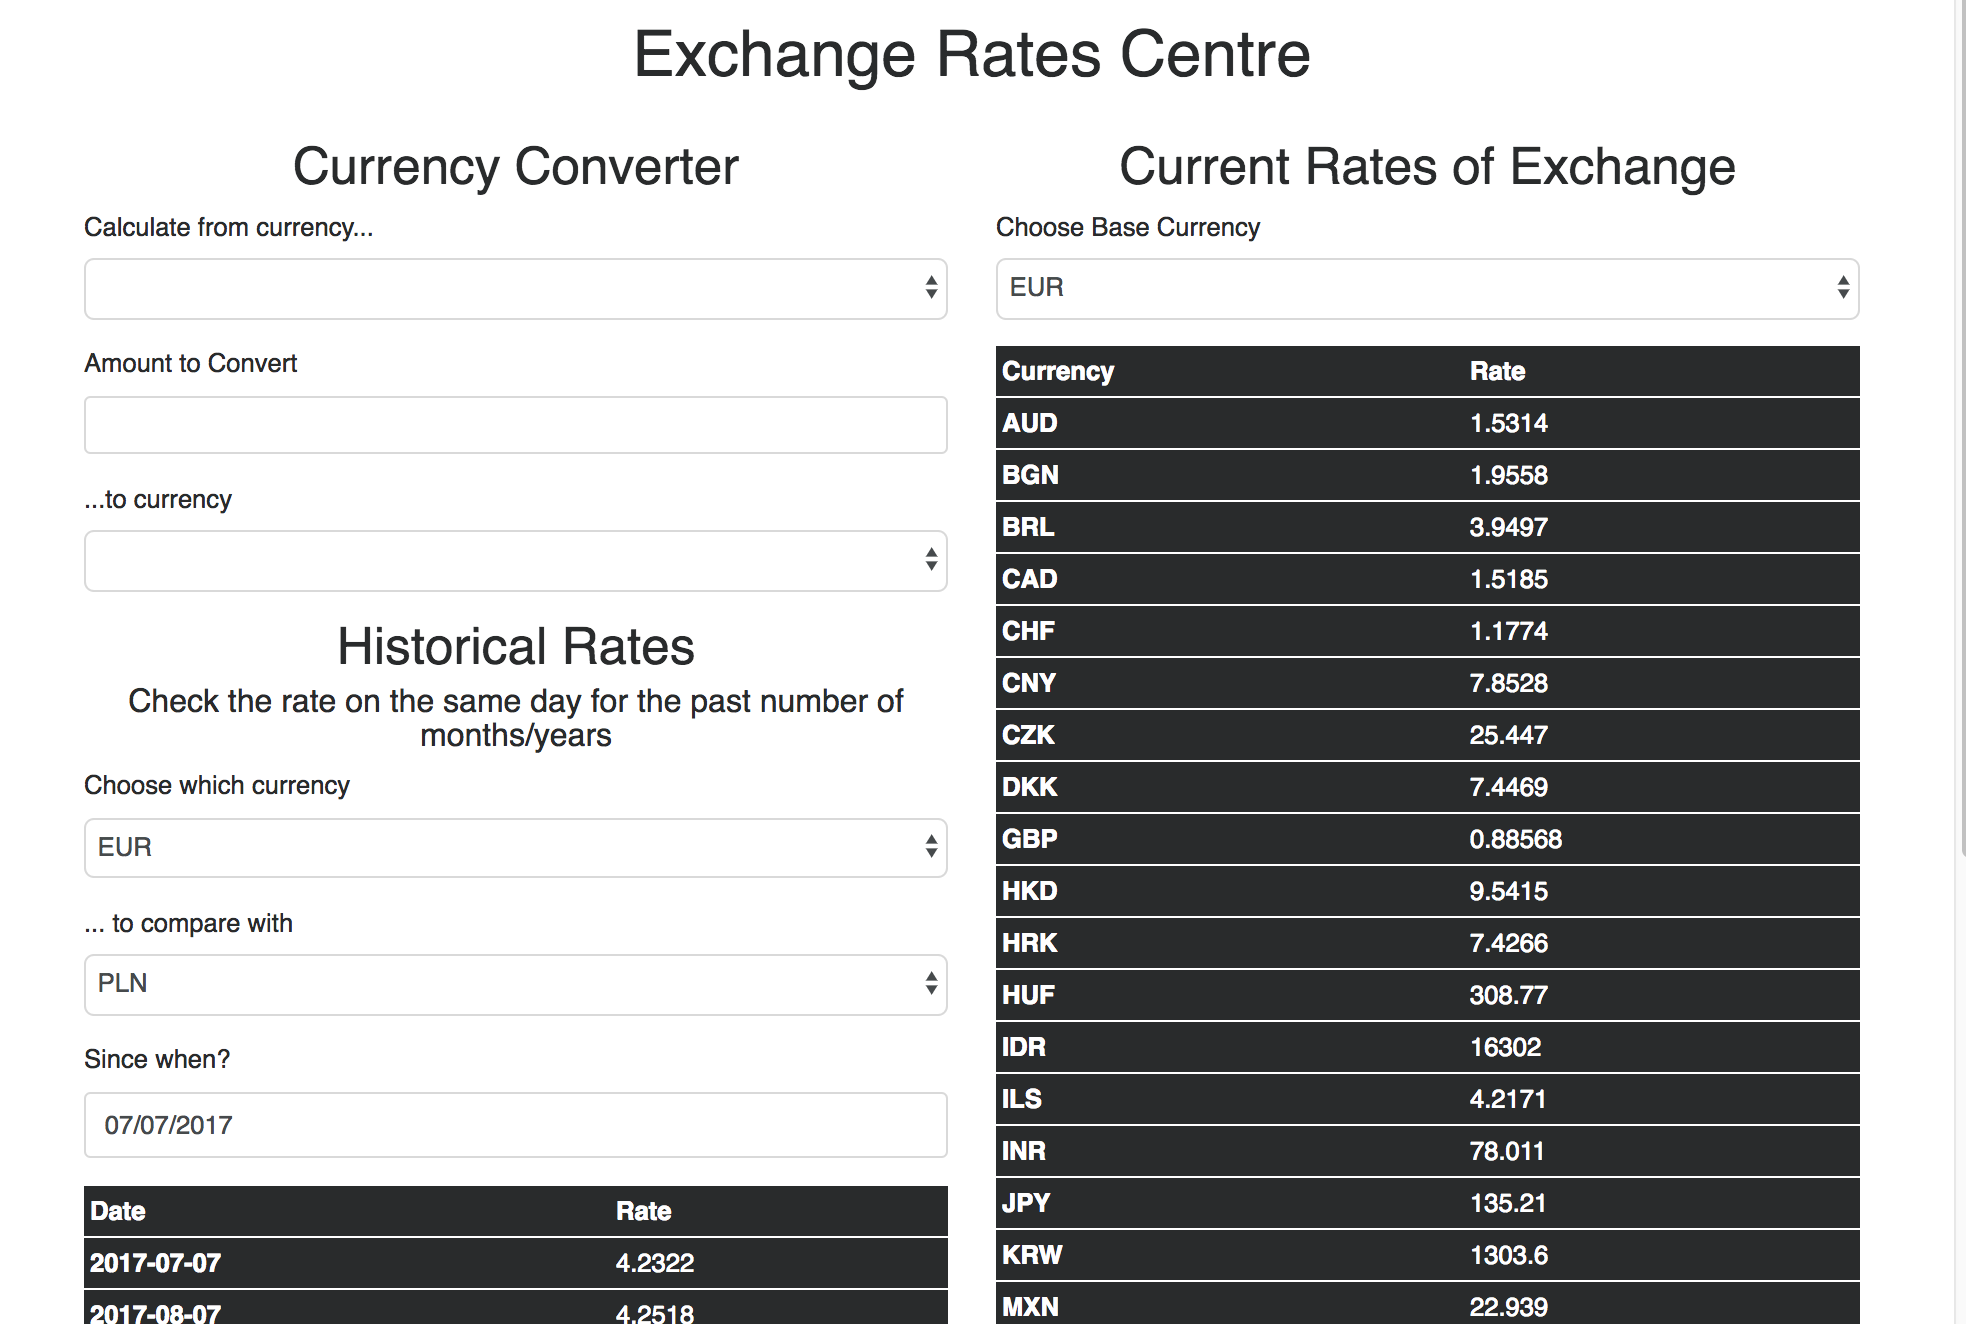 Exchange Rates Centre
Currency Converter
Calculate from currency...
Amount to Convert
...to currency
Historical Rates
Check the rate on the same day for the past number of
months/years
Choose which currency
EUR
... to compare with
PLN
Since when?
07/07/2017
Date Rate
2017-07-07 4.2322
2017-08-07 4.2518
Current Rates of Exchange
Choose Base Currency
EUR
Currency Rate
AUD 1.5314
BGN 1.9558
BRL 3.9497
CAD 1.5185
CHF 1.1774
CNY 7.8528
CZK 25.447
DKK 7.4469
GBP 0.88568
HKD 9.5415
HRK 7.4266
HUF 308.77
IDR 16302
ILS 4.2171
INR 78.011
JPY 135.21
KRW 1303.6
MXN 22.939